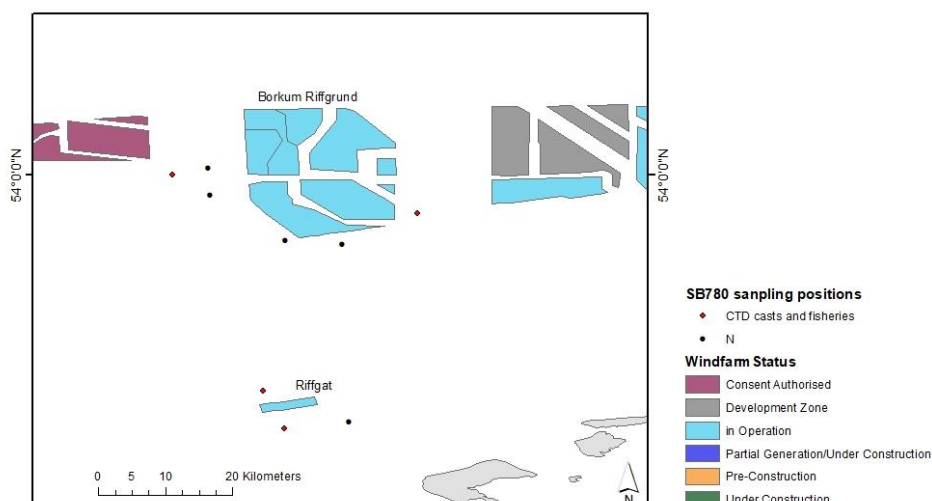 Borkum Riffgrund
54°0'0"N
54°0'0"N
Riffgat
0 5 10 20 Kilometers
N
SB780 sanpling positions
CTD casts and fisheries
N
Windfarm Status
Consent Authorised
Development Zone
in Operation
Partial Generation/Under Construction
Pre-Construction
Under Construction